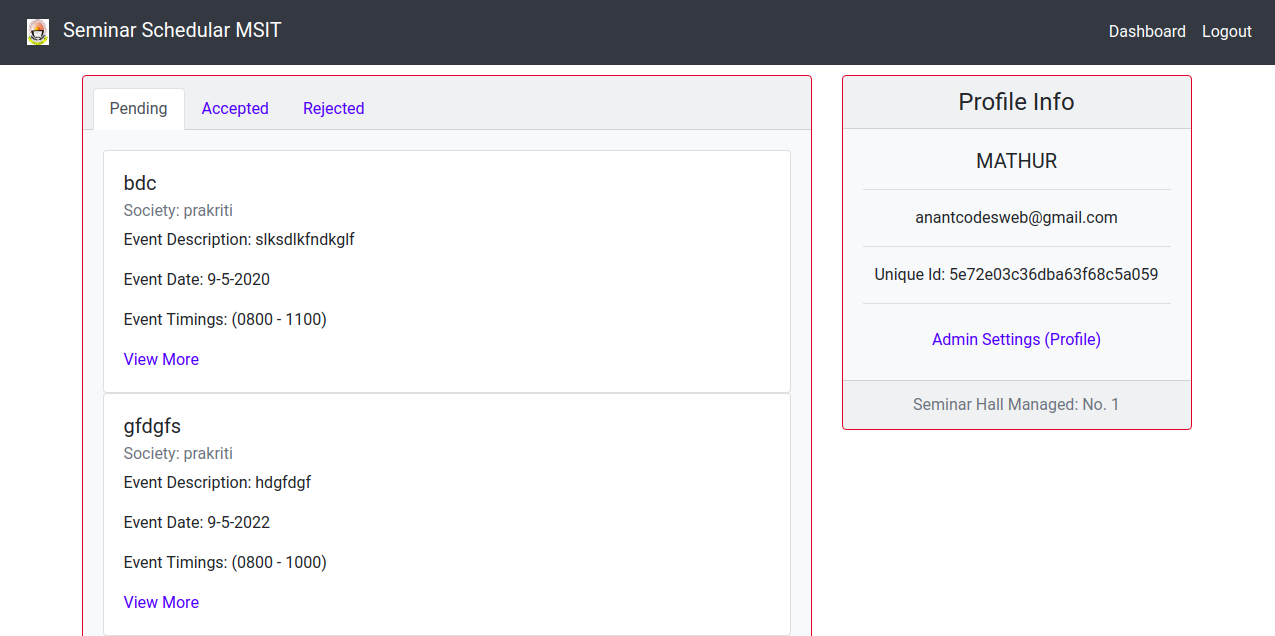 Seminar Schedular MSIT
Dashboard Logout
Pending Accepted Rejected
bdc
Society: prakriti
Event Description: slksdlkfndkglf
Event Date: 9-5-2020
Event Timings: (0800 - 1100)
View More
gfdgfs
Society: prakriti
Event Description: hdgfdgf
Event Date: 9-5-2022
Event Timings: (0800 - 1000)
View More
Profile Info
MATHUR
anantcodesweb@gmail.com
Unique Id: 5e72e03c36dba63f68c5a059
Admin Settings (Profile)
Seminar Hall Managed: No. 1